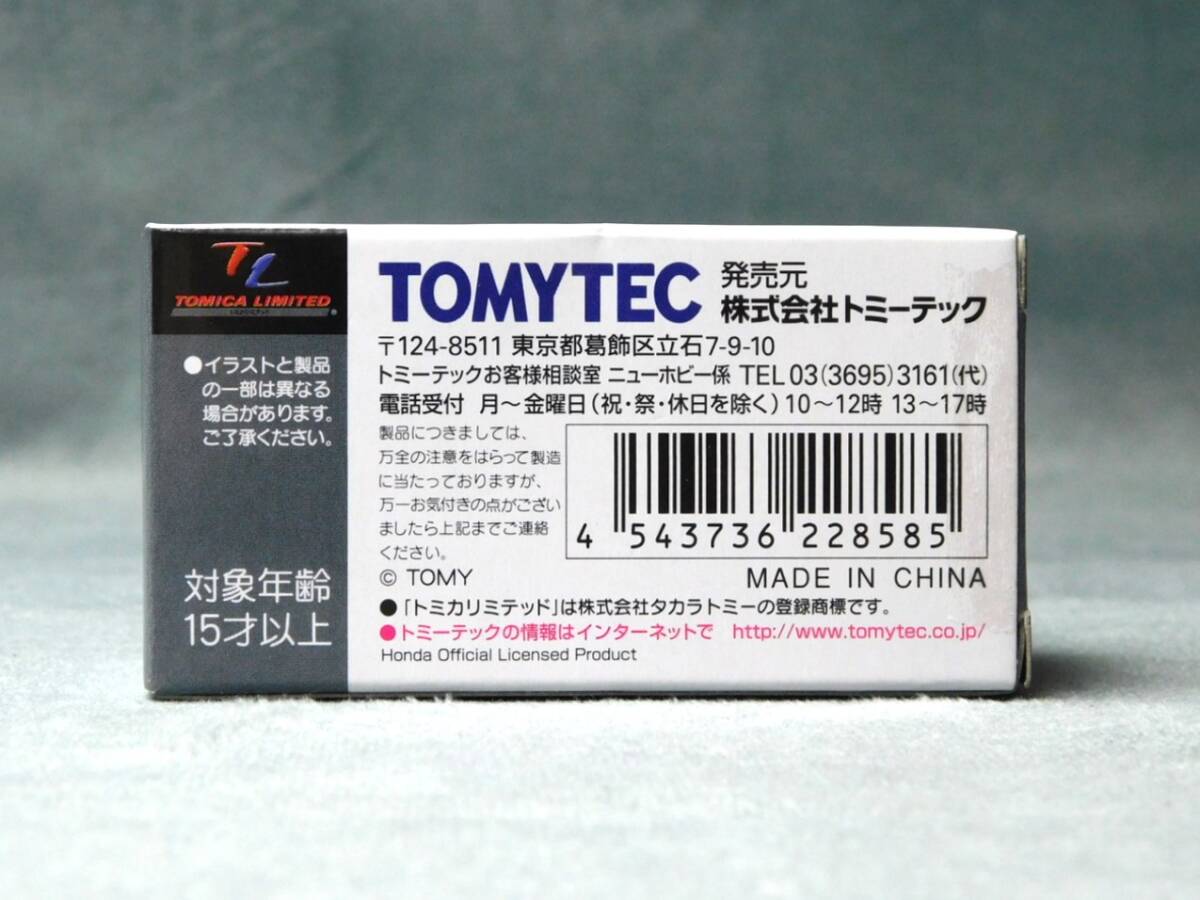 TL
TOMICA LIMITED
®
●イラストと製品
の一部は異なる
場合があります。
ご了承ください。
対象年齢
15才以上
TOMYTEC
発売元
株式会社トミーテック
〒124-8511 東京都葛飾区立石7-9-10
トミーテックお客様相談室 ニューホビー係 TEL 03(3695)3161(代)
電話受付 月〜金曜日(祝・祭・休日を除く)10〜12時 13〜17時
製品につきましては、
万全の注意をはらって製造
に当たっておりますが、
万一お気付きの点がござい
ましたら上記までご連絡
ください。
4 543736 228585
© TOMY
MADE IN CHINA
●「トミカリミテッド」は株式会社タカラトミーの登録商標です。
●トミーテックの情報はインターネットで http://www.tomytec.co.jp/
Honda Official Licensed Product